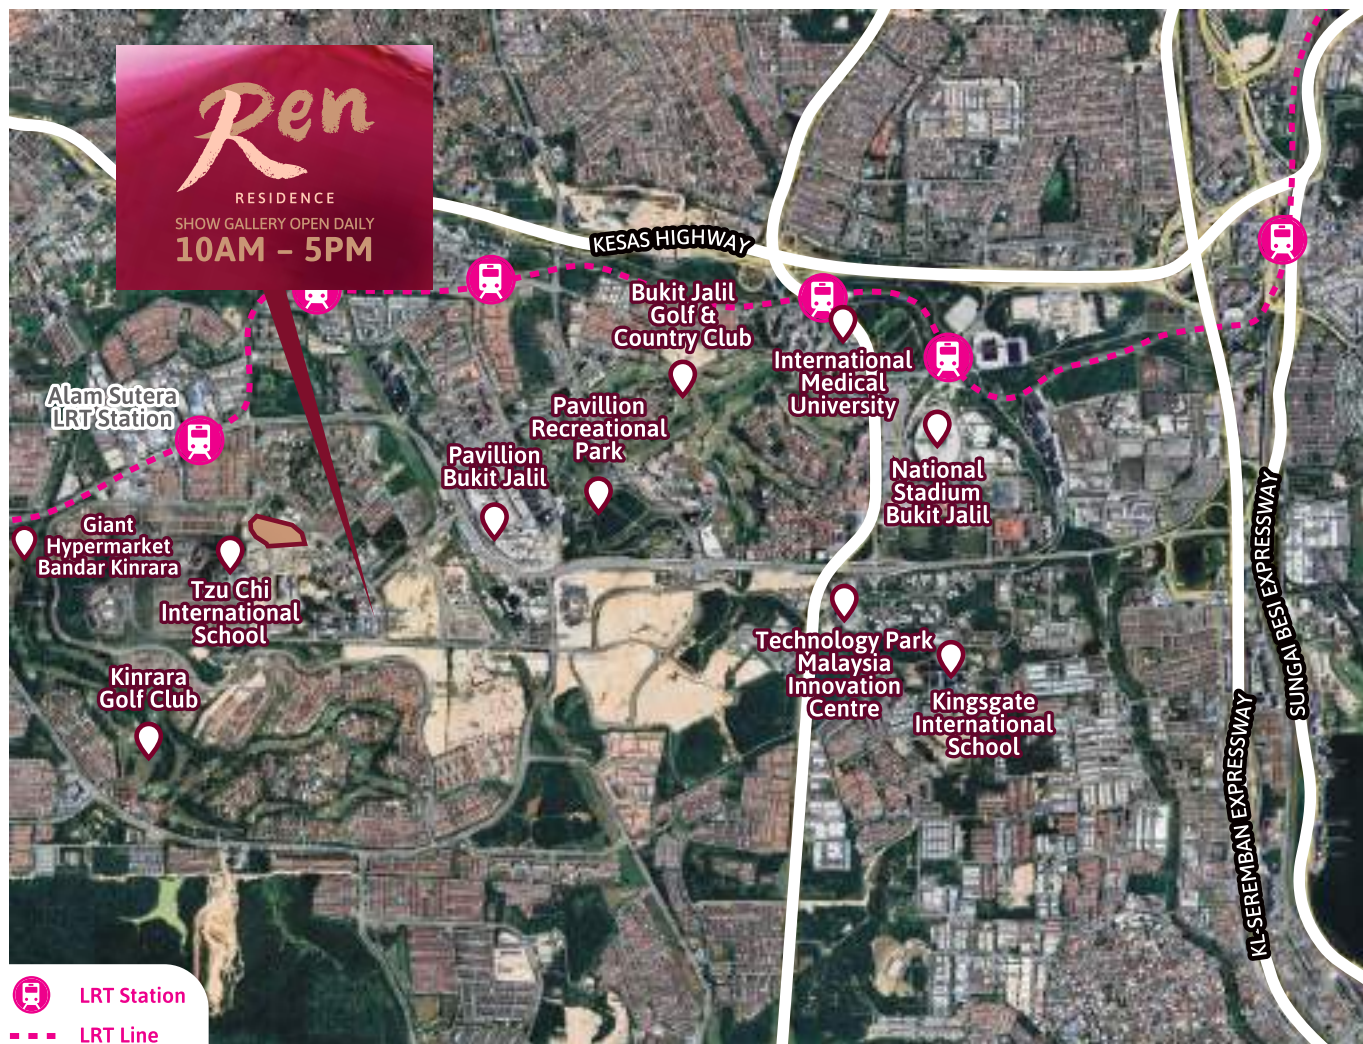 Ren
RESIDENCE
SHOW GALLERY OPEN DAILY
10AM – 5PM
KESAS HIGHWAY
Bukit Jalil
Golf &
Country Club
International
Medical
University
Alam Sutera
LRT Station
Pavillion
Recreational
Park
Pavillion
Bukit Jalil
National
Stadium
Bukit Jalil
Giant
Hypermarket
Bandar Kinrara
Tzu Chi
International
School
Kinrara
Golf Club
Technology Park
Malaysia
Innovation
Centre
Kingsgate
International
School
SUNGAI BESI EXPRESSWAY
KL-SEREMBAN EXPRESSWAY
LRT Station
LRT Line